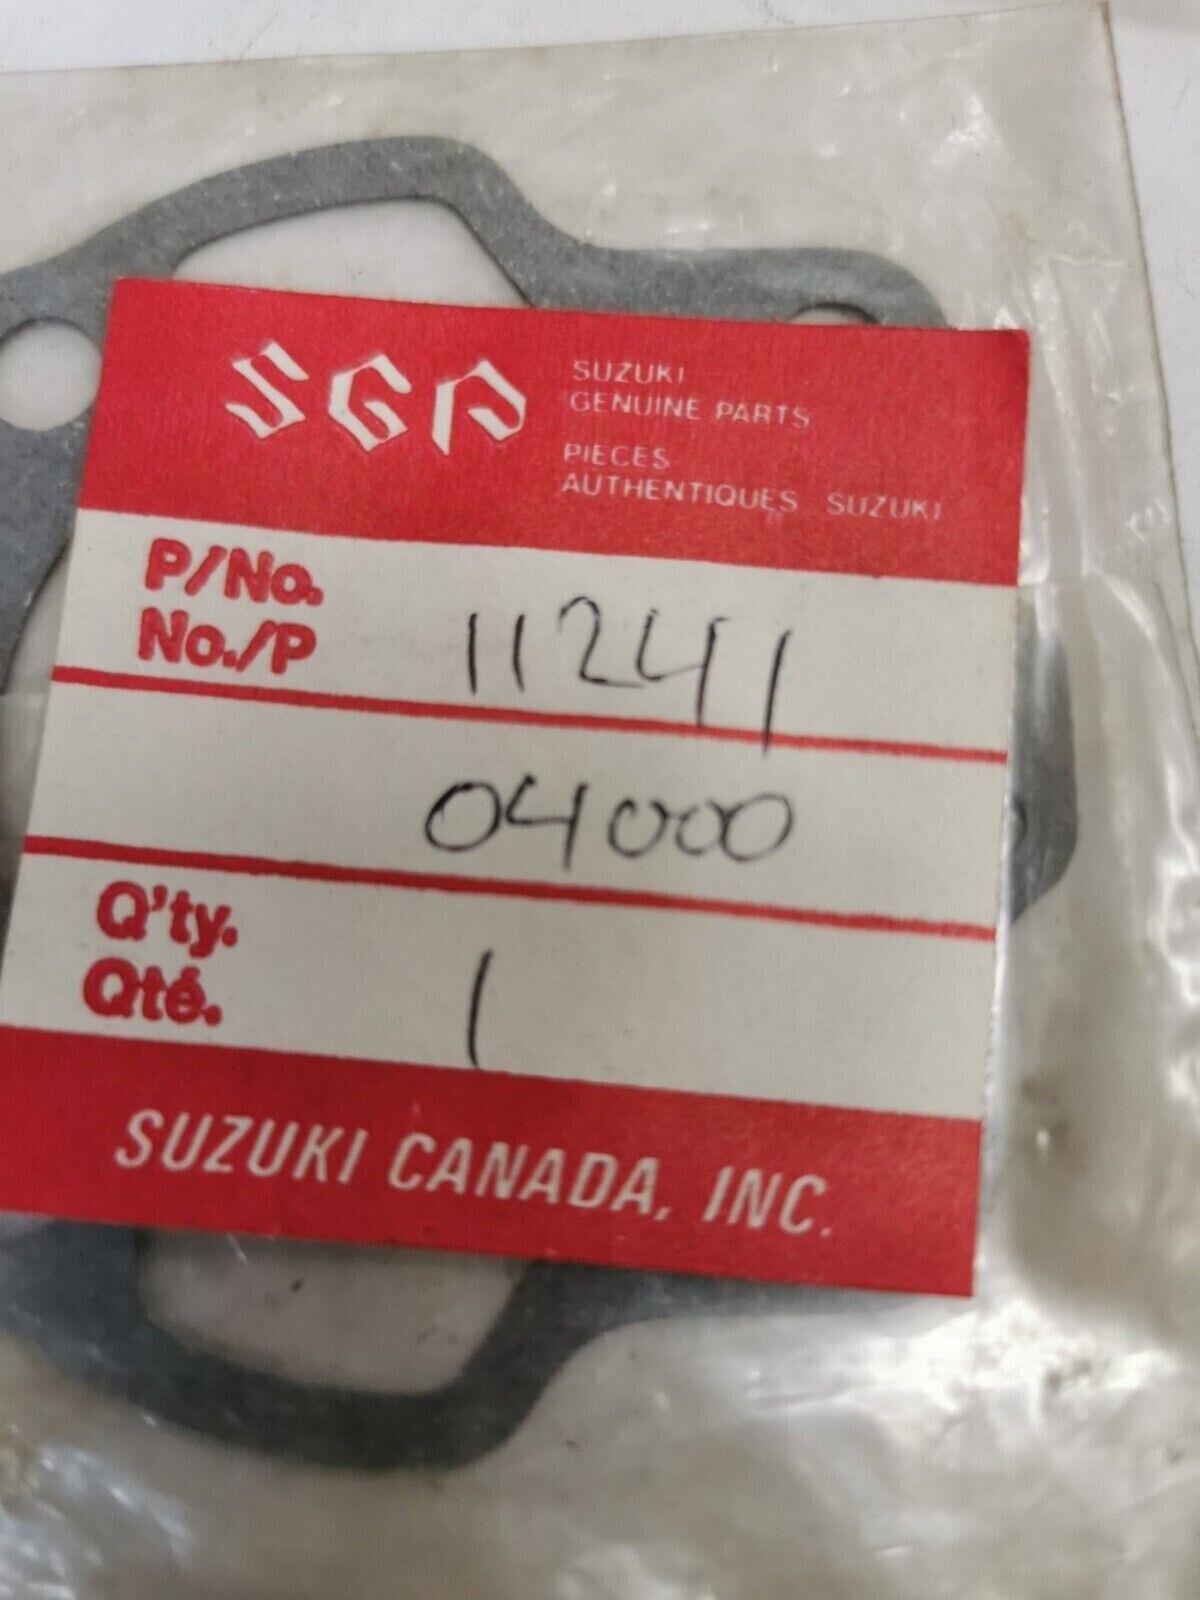 SGP
SUZUKI
GENUINE PARTS
PIECES
AUTHENTIQUES SUZUKI
P/No.
No./P
11241
04000
Q'ty.
Qté.
1
SUZUKI CANADA, INC.